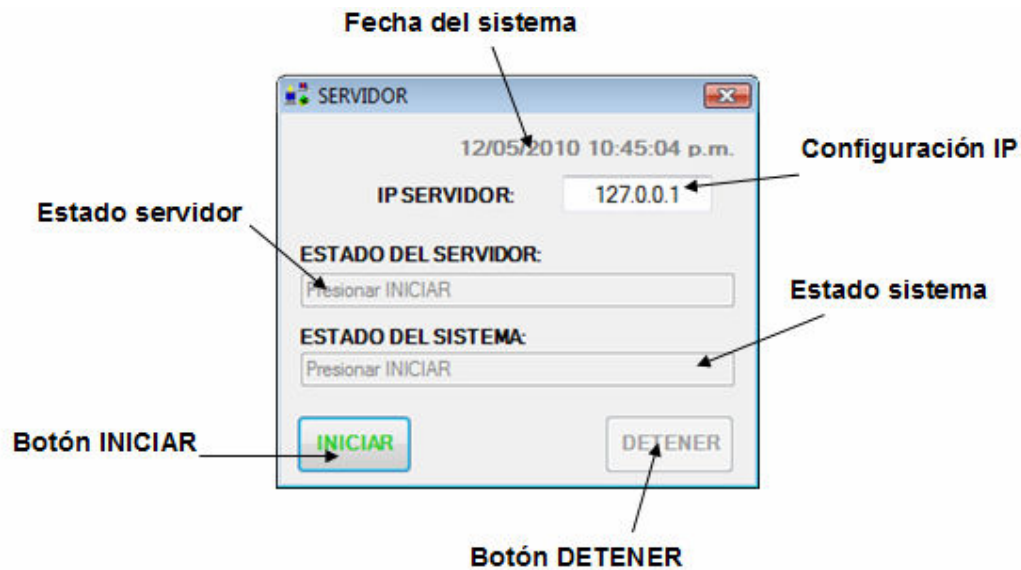 Fecha del sistema
SERVIDOR
12/05/2010 10:45:04 p.m.
Configuración IP
IP SERVIDOR:
127.0.0.1
Estado servidor
ESTADO DEL SERVIDOR:
Presionar INICIAR
Estado sistema
ESTADO DEL SISTEMA:
Presionar INICIAR
Botón INICIAR
INICIAR
DETENER
Botón DETENER